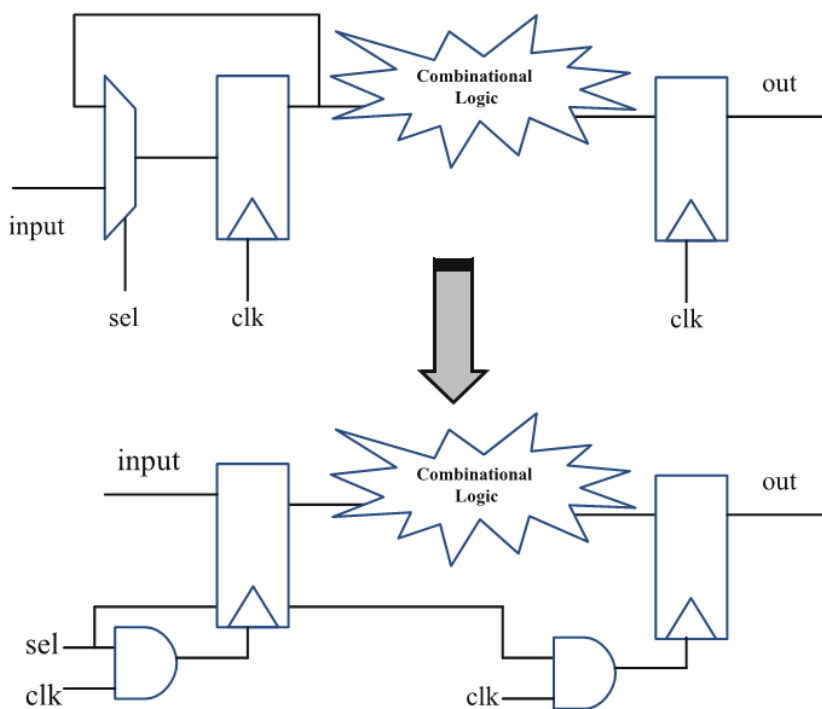 Combinational
Logic
out
input
sel
clk
clk
input
Combinational
Logic
out
sel
clk
clk